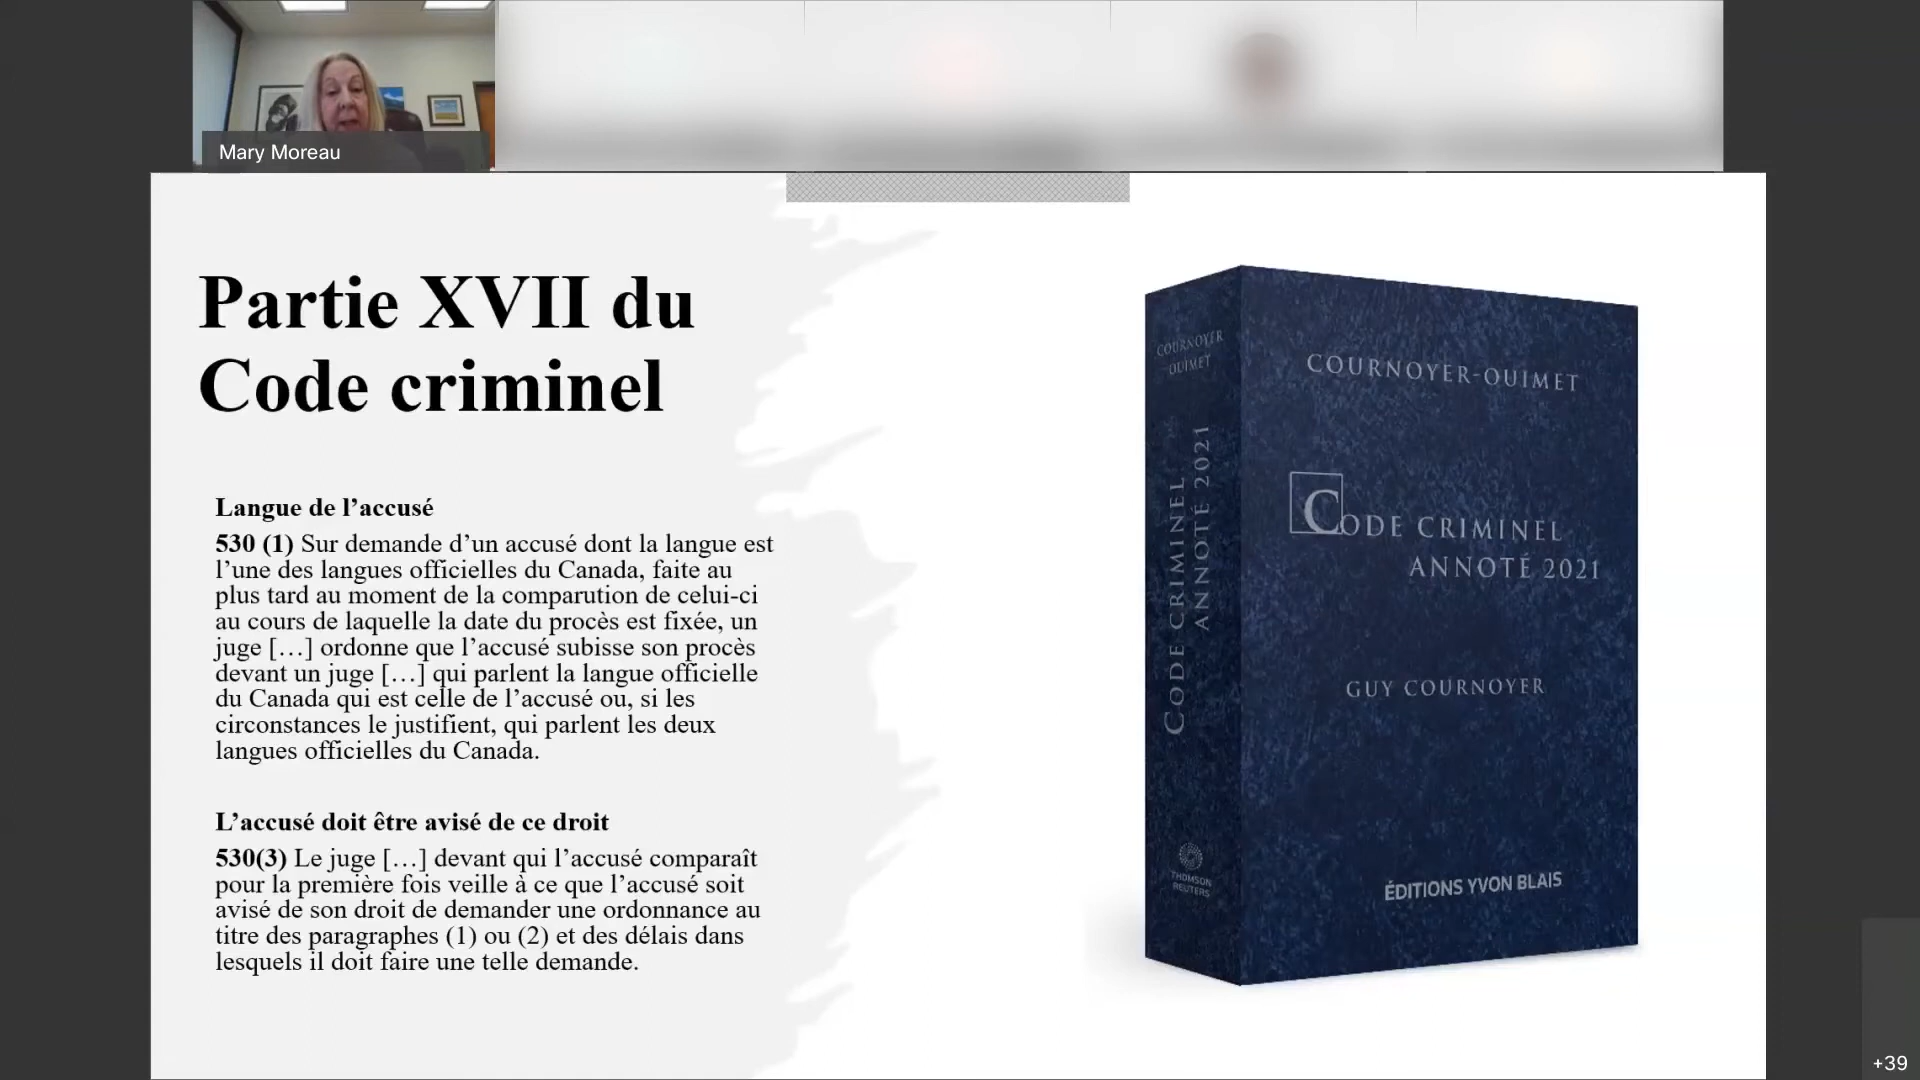 Mary Moreau
Partie XVII du
Code criminel
Langue de l’accusé
530 (1) Sur demande d’un accusé dont la langue est
l’une des langues officielles du Canada, faite au
plus tard au moment de la comparution de celui-ci
au cours de laquelle la date du procès est fixée, un
juge […] ordonne que l’accusé subisse son procès
devant un juge […] qui parlent la langue officielle
du Canada qui est celle de l’accusé ou, si les
circonstances le justifient, qui parlent les deux
langues officielles du Canada.
L’accusé doit être avisé de ce droit
530(3) Le juge […] devant qui l’accusé comparaît
pour la première fois veille à ce que l’accusé soit
avisé de son droit de demander une ordonnance au
titre des paragraphes (1) ou (2) et des délais dans
lesquels il doit faire une telle demande.
COURNOYER
OUIMET
CODE CRIMINEL
ANNOTÉ 2021
THOMSON
REUTERS
COURNOYER-OUIMET
CODE CRIMINEL
ANNOTÉ 2021
GUY COURNOYER
ÉDITIONS YVON BLAIS
+39